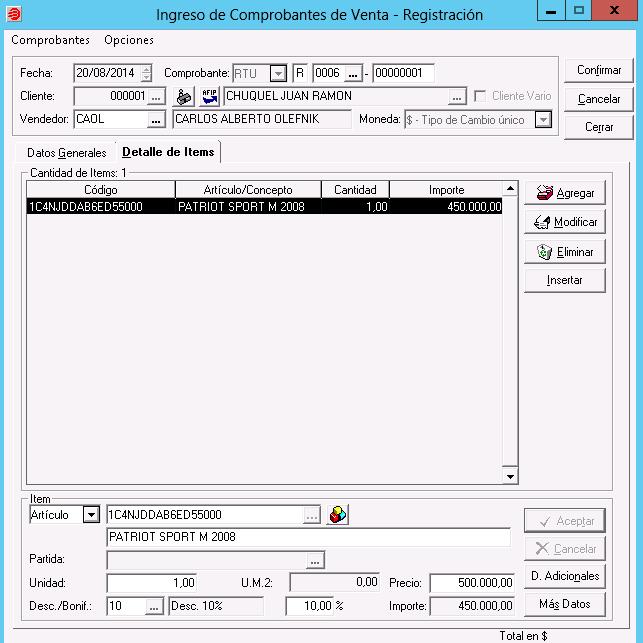 Ingreso de Comprobantes de Venta - Registración
Comprobantes Opciones
Fecha: 20/08/2014 Comprobante: RTU R 0006 ... - 00000001 Confirmar
Cliente: 000001 ... AFIP CHUQUEL JUAN RAMON ... Cliente Vario Cancelar
Vendedor: CAOL ... CARLOS ALBERTO OLEFNIK Moneda: $ - Tipo de Cambio único Cerrar
Datos Generales Detalle de Items
Cantidad de Items: 1
Código Artículo/Concepto Cantidad Importe Agregar
1C4NJDDAB6ED55000 PATRIOT SPORT M 2008 1,00 450.000,00
Modificar
Eliminar
Insertar
Item
Artículo 1C4NJDDAB6ED55000 ... Aceptar
PATRIOT SPORT M 2008
Partida: ... Cancelar
Unidad: 1,00 U.M.2: 0,00 Precio: 500.000,00 D. Adicionales
Desc./Bonif.: 10 ... Desc. 10% 10,00 % Importe: 450.000,00 Más Datos
Total en $